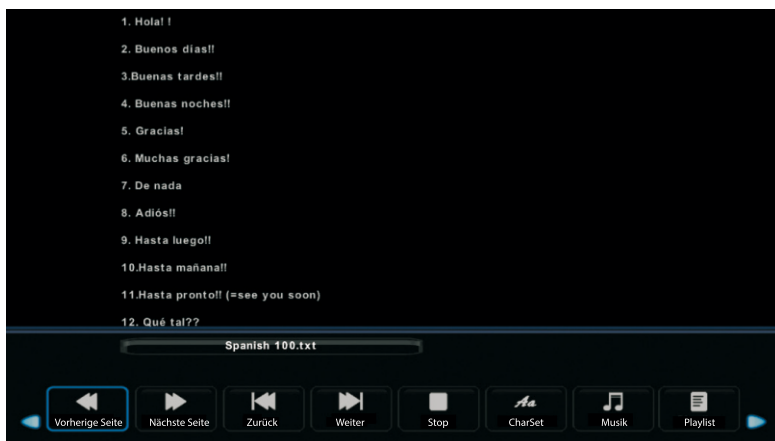 1. Hola! !
2. Buenos días!!
3.Buenas tardes!!
4. Buenas noches!!
5. Gracias!
6. Muchas gracias!
7. De nada
8. Adiós!!
9. Hasta luego!!
10.Hasta mañana!!
11.Hasta pronto!! (=see you soon)
12. Qué tal??
Spanish 100.txt
Vorherige Seite Nächste Seite Zurück Weiter Stop Aa CharSet Musik Playlist